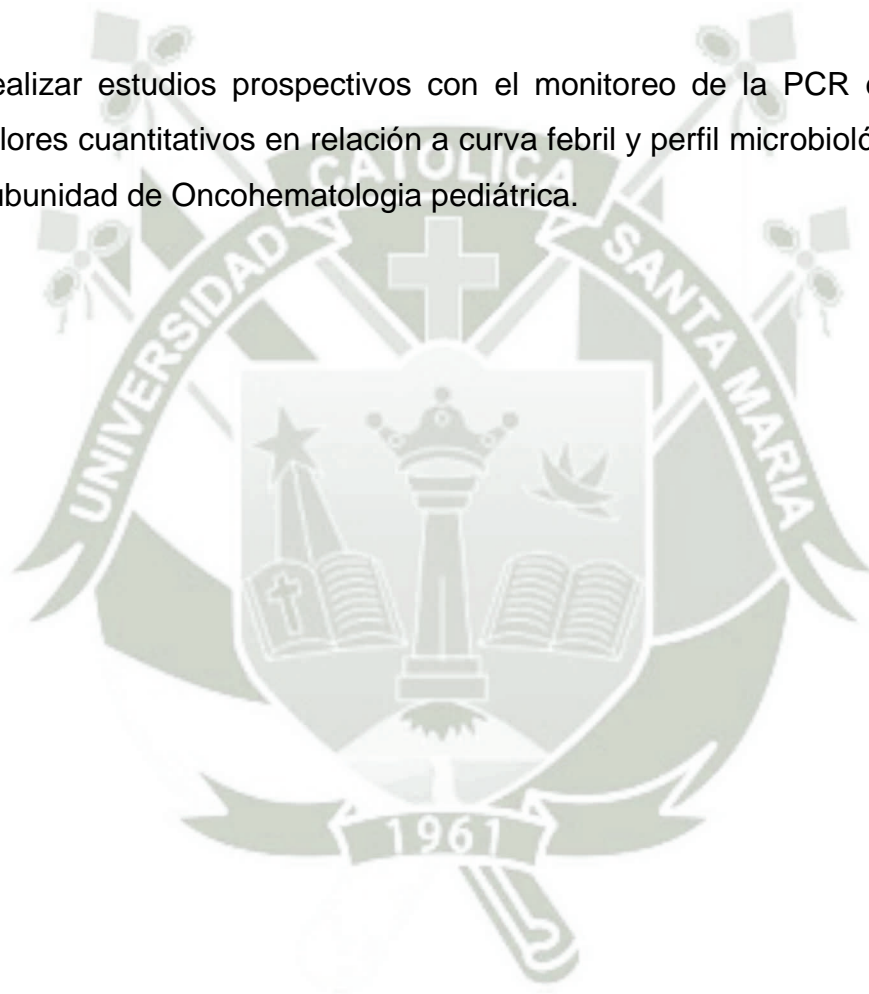 ealizar estudios prospectivos con el monitoreo de la PCR
lores cuantitativos en relación a curva febril y perfil microbioló
ubunidad de Oncohematologia pediátrica.
UNIVERSIDAD CATOLICA SANTA MARIA
1961